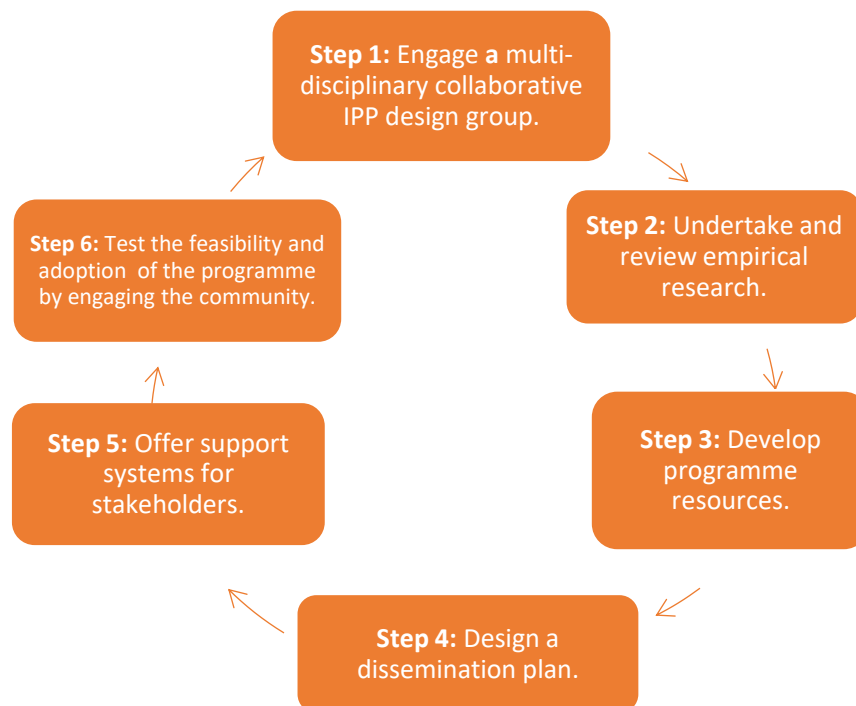 Step 1: Engage a multi-
disciplinary collaborative
IPP design group.
Step 2: Undertake and
review empirical
research.
Step 3: Develop
programme
resources.
Step 4: Design a
dissemination plan.
Step 5: Offer support
systems for
stakeholders.
Step 6: Test the feasibility and
adoption of the programme
by engaging the community.